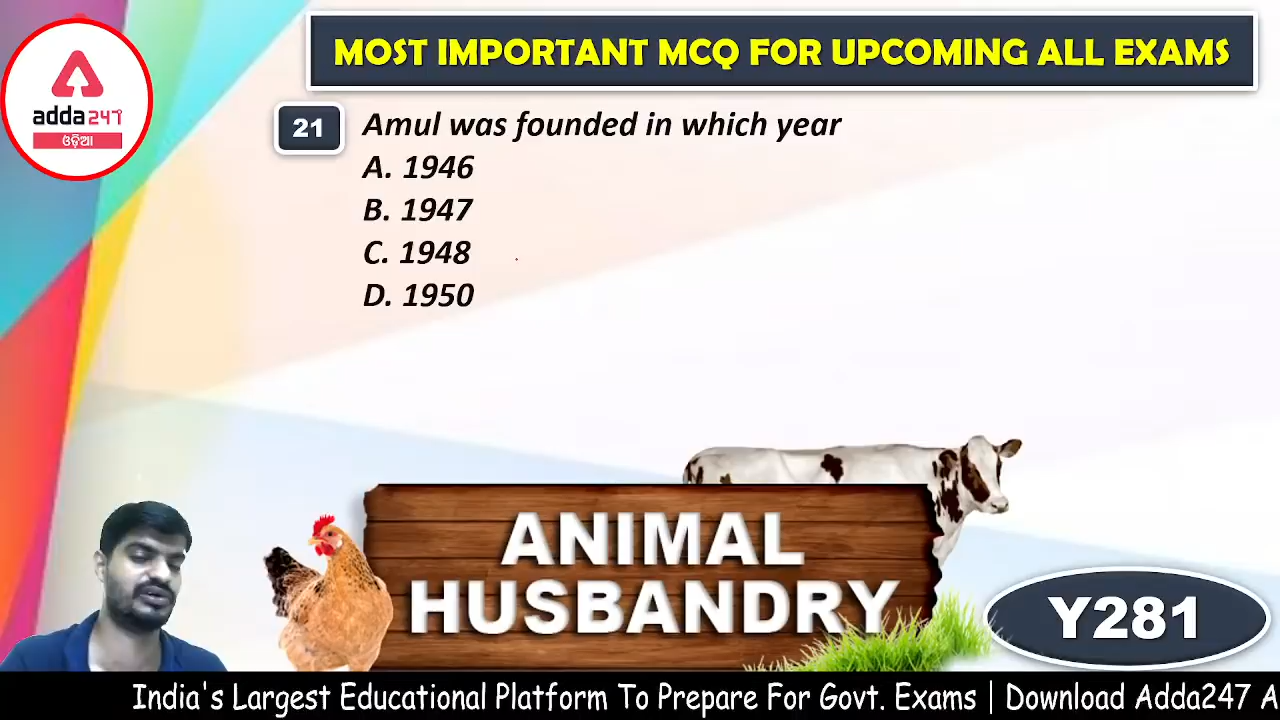 MOST IMPORTANT MCQ FOR UPCOMING ALL EXAMS
adda247
ଓଡ଼ିଆ
21 Amul was founded in which year
A. 1946
B. 1947
C. 1948
D. 1950
ANIMAL
HUSBANDRY
Y281
India's Largest Educational Platform To Prepare For Govt. Exams | Download Adda247 A